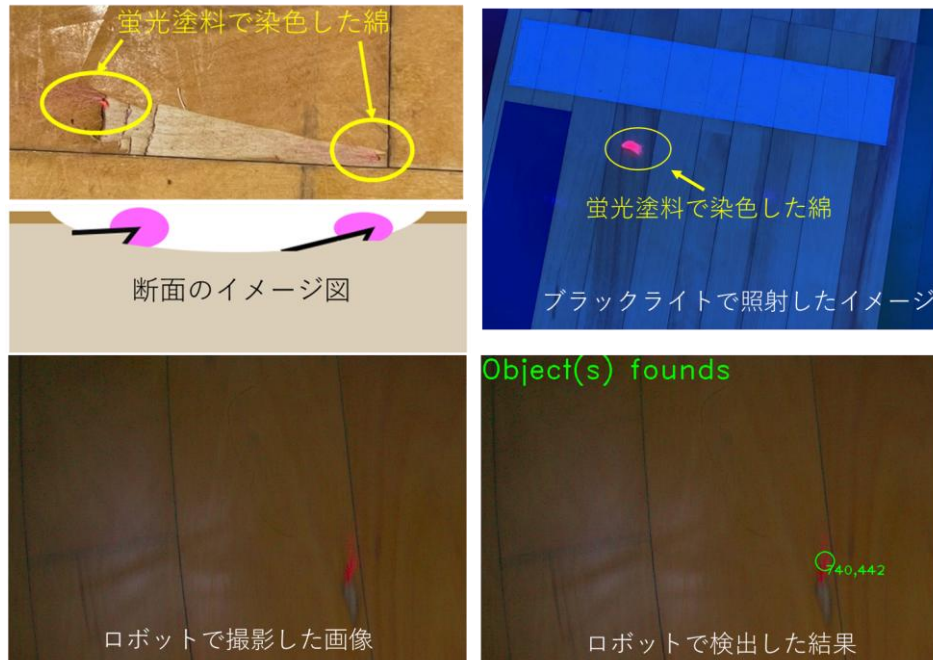 蛍光塗料で染色した綿
蛍光塗料で染色した綿
ブラックライトで照射したイメージ
断面のイメージ図
ロボットで撮影した画像
Object(s) founds
740,442
ロボットで検出した結果